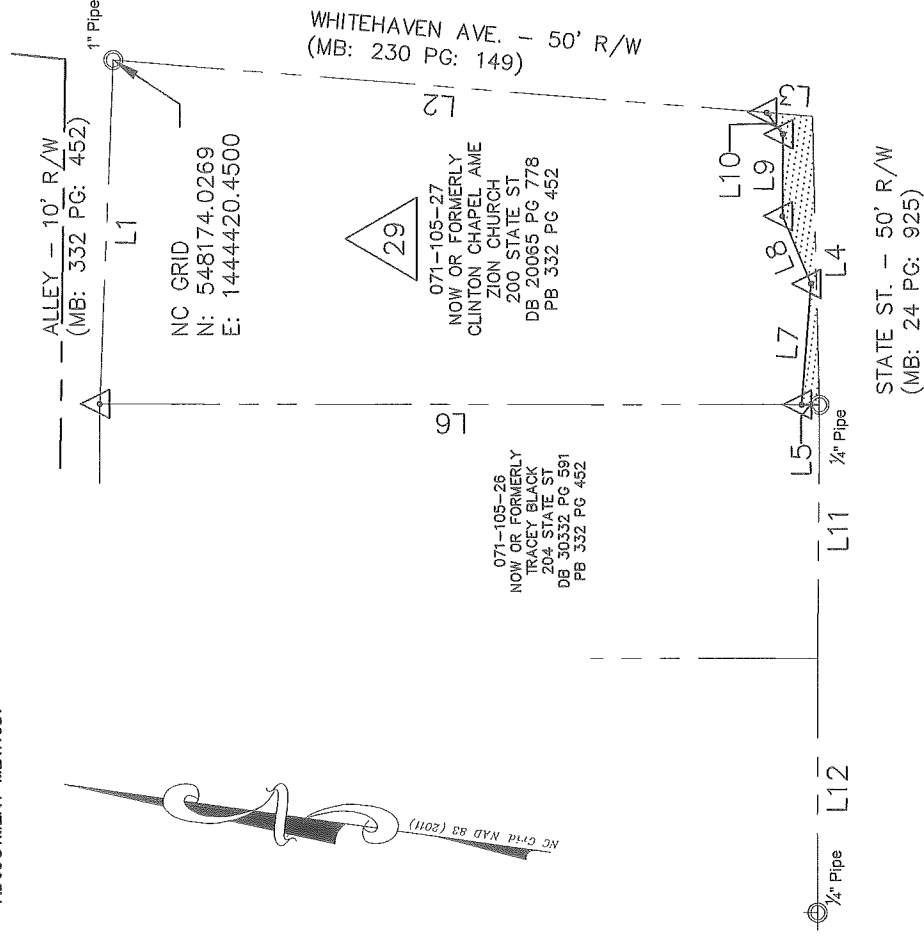 ALLEY – 10' R/W
(MB: 332 PG: 452)
1" Pipe
WHITEHAVEN AVE. – 50' R/W
(MB: 230 PG: 149)
L1
L2
NC GRID
N: 548174.0269
E: 1444420.4500
29
071-105-27
NOW OR FORMERLY
CLINTON CHAPEL AME
ZION CHURCH
200 STATE ST
DB 20065 PG 778
PB 332 PG 452
L10
L3
L9
L8
L4
L7
L6
L5
¼" Pipe
071-105-26
NOW OR FORMERLY
TRACEY BLACK
204 STATE ST
DB 30332 PG 591
PB 332 PG 452
L11
STATE ST. – 50' R/W
(MB: 24 PG: 925)
L12
¼" Pipe
NC Grid NAD 83 (2011)